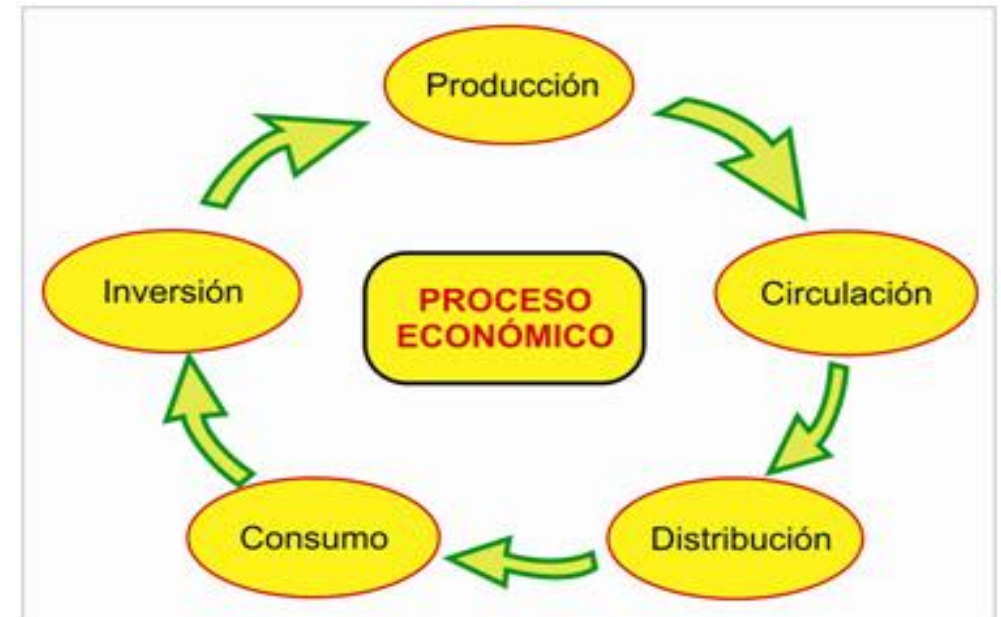 Producción
Inversión
PROCESO
ECONÓMICO
Circulación
Consumo
Distribución